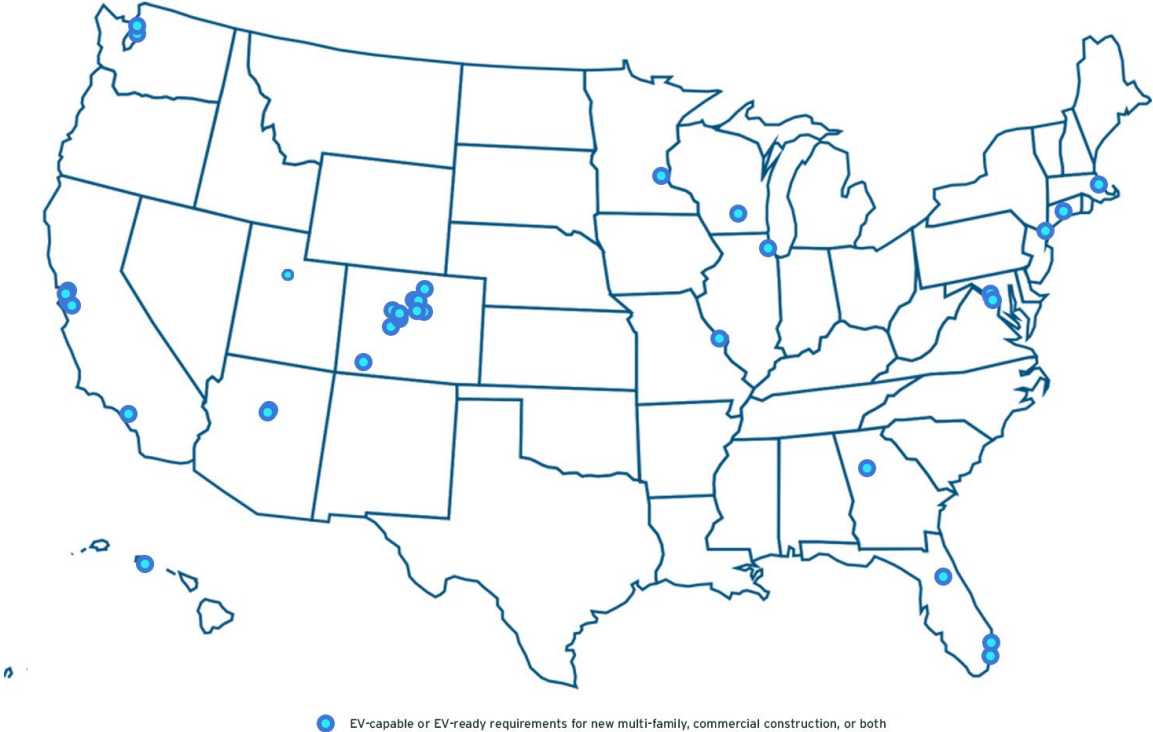 EV-capable or EV-ready requirements for new multi-family, commercial construction, or both